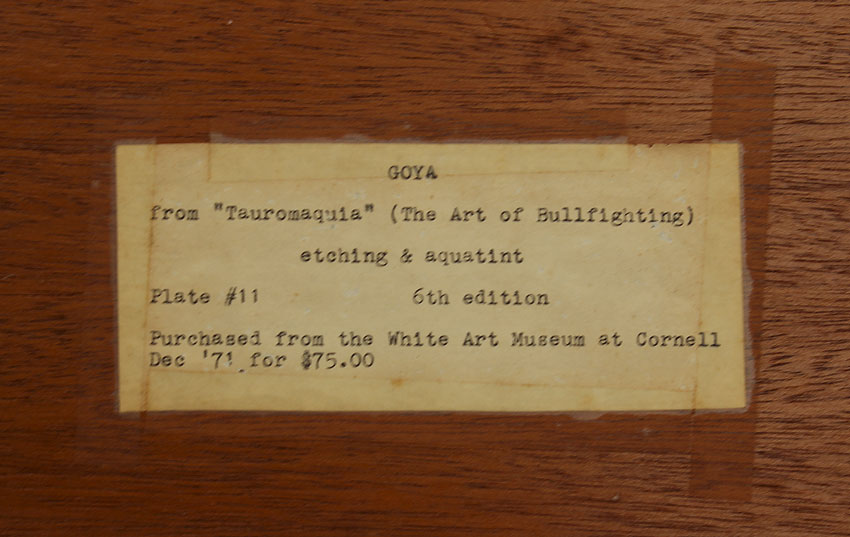 GOYA
from "Tauromaquia" (The Art of Bullfighting)
etching & aquatint
Plate #11 6th edition
Purchased from the White Art Museum at Cornell
Dec '71 for $75.00